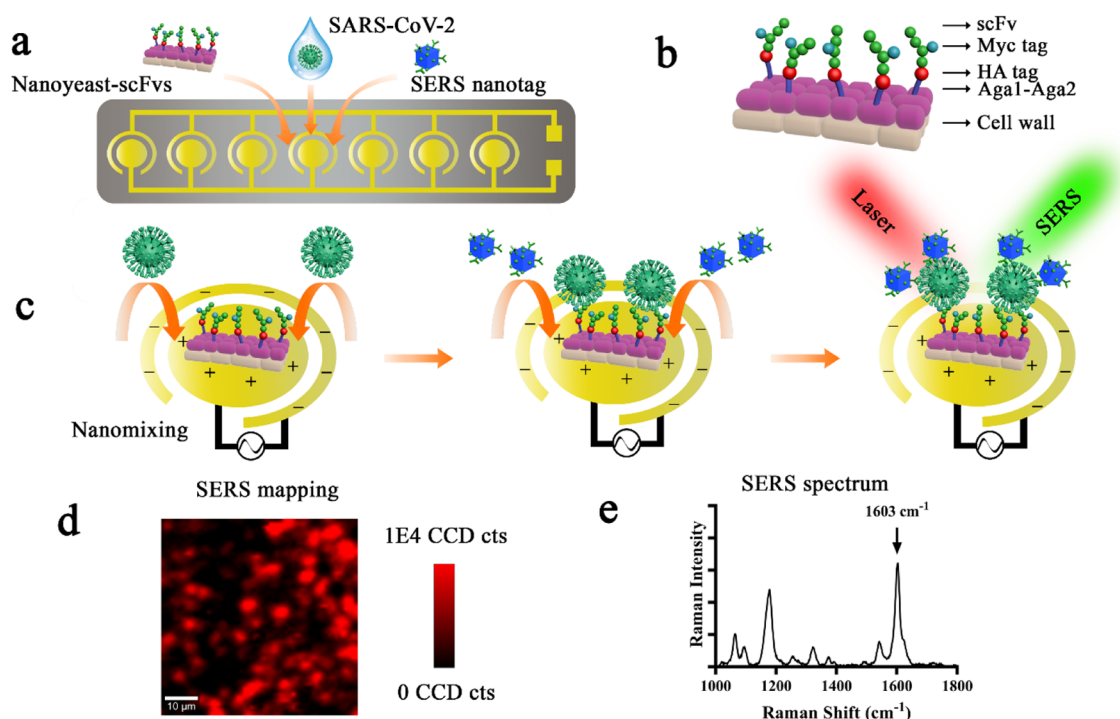 a
SARS-CoV-2
Nanoyeast-scFvs
SERS nanotag
b
scFv
Myc tag
HA tag
Aga1-Aga2
Cell wall
c
Laser
SERS
Nanomixing
d
SERS mapping
1E4 CCD cts
0 CCD cts
10 µm
e
SERS spectrum
1603 cm⁻¹
Raman Intensity
1000 1200 1400 1600 1800
Raman Shift (cm⁻¹)